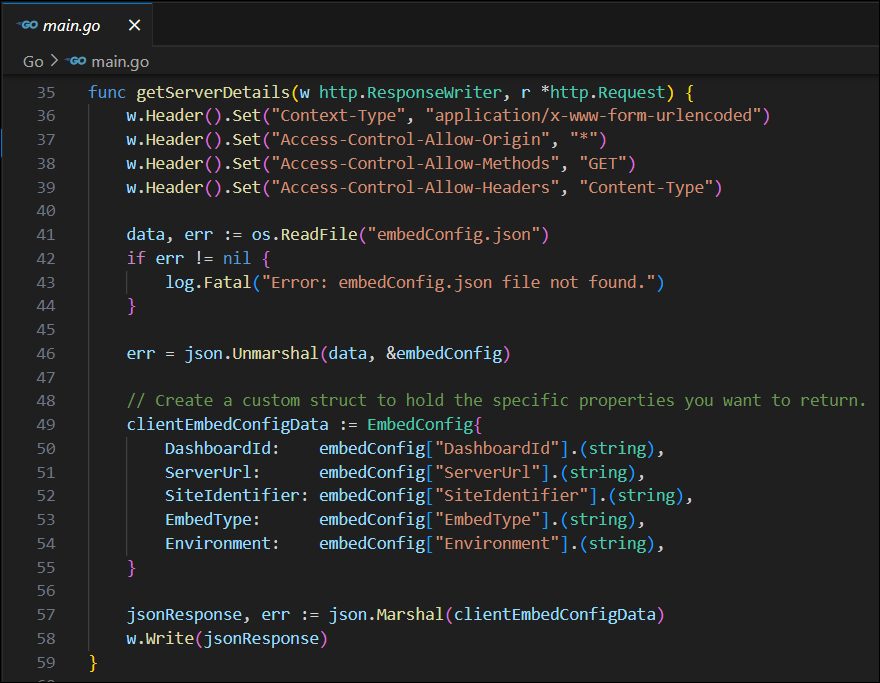 GO main.go ×
Go > GO main.go
35 func getServerDetails(w http.ResponseWriter, r *http.Request) {
36 w.Header().Set("Context-Type", "application/x-www-form-urlencoded")
37 w.Header().Set("Access-Control-Allow-Origin", "*")
38 w.Header().Set("Access-Control-Allow-Methods", "GET")
39 w.Header().Set("Access-Control-Allow-Headers", "Content-Type")
40
41 data, err := os.ReadFile("embedConfig.json")
42 if err != nil {
43 log.Fatal("Error: embedConfig.json file not found.")
44 }
45
46 err = json.Unmarshal(data, &embedConfig)
47
48 // Create a custom struct to hold the specific properties you want to return.
49 clientEmbedConfigData := EmbedConfig{
50 DashboardId: embedConfig["DashboardId"].(string),
51 ServerUrl: embedConfig["ServerUrl"].(string),
52 SiteIdentifier: embedConfig["SiteIdentifier"].(string),
53 EmbedType: embedConfig["EmbedType"].(string),
54 Environment: embedConfig["Environment"].(string),
55 }
56
57 jsonResponse, err := json.Marshal(clientEmbedConfigData)
58 w.Write(jsonResponse)
59 }